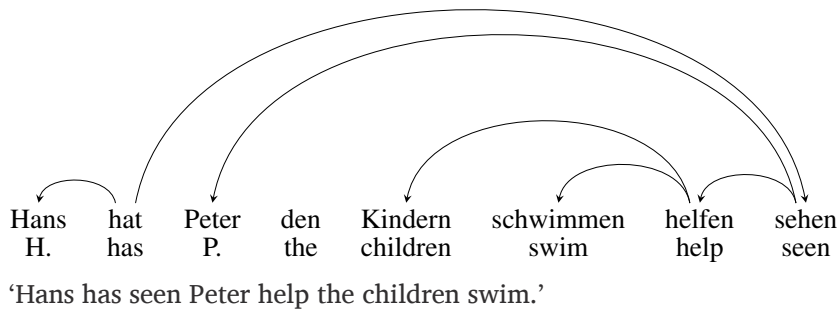 Hans hat Peter den Kindern schwimmen helfen sehen
H. has P. the children swim help seen
‘Hans has seen Peter help the children swim.’